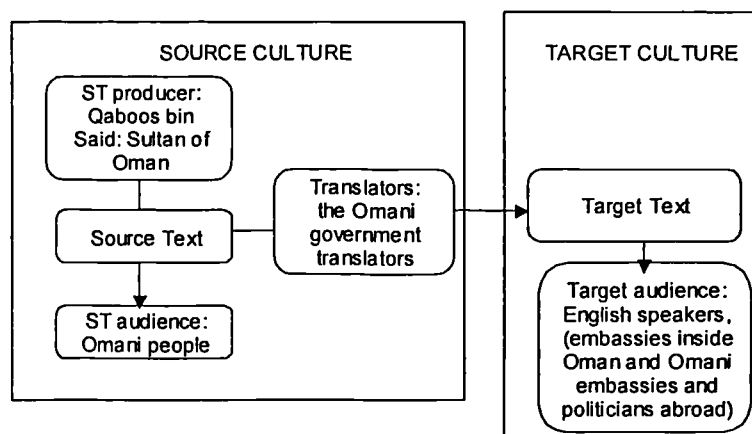 SOURCE CULTURE
ST producer:
Qaboos bin
Said: Sultan of
Oman
Source Text
ST audience:
Omani people
Translators:
the Omani
government
translators
TARGET CULTURE
Target Text
Target audience:
English speakers,
(embassies inside
Oman and Omani
embassies and
politicians abroad)